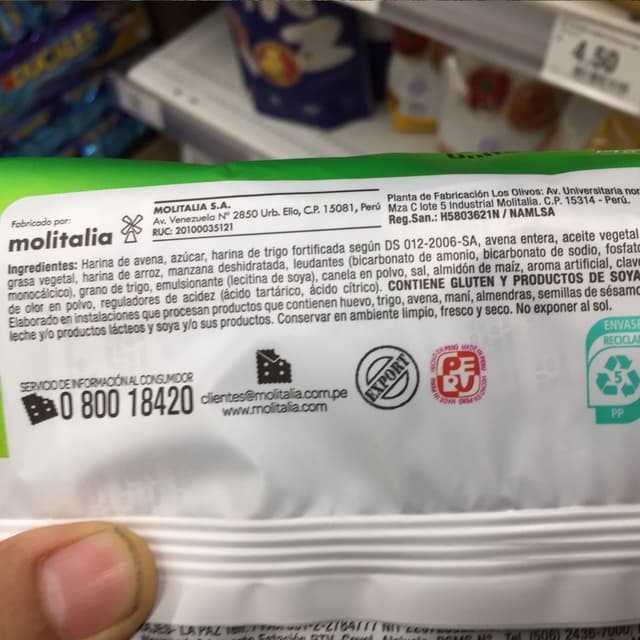 4.50
Fabricado por:
molitalia
MOLITALIA S.A.
Av. Venezuela N° 2850 Urb. Elio, C.P. 15081, Perú
RUC: 20100035121
Planta de Fabricación Los Olivos: Av. Universitaria
Mza C lote 5 Industrial Molitalia. C.P. 15314 - Perú.
Reg.San.: H5803621N / NAMLSA
Ingredientes: Harina de avena, azúcar, harina de trigo fortificada según DS 012-2006-SA, avena entera, aceite vegetal
grasa vegetal, harina de arroz, manzana deshidratada, leudantes (bicarbonato de amonio, bicarbonato de sodio,
monocálcico), grano de trigo, emulsionante (lecitina de soya), canela en polvo, sal, almidón de maíz, aroma artificial,
de olor en polvo, reguladores de acidez (ácido tartárico, ácido cítrico). CONTIENE GLUTEN Y PRODUCTOS DE SOYA
Elaborado en instalaciones que procesan productos que contienen huevo, trigo, avena, maní, almendras, semillas de
leche y/o productos lácteos y soya y/o sus productos. Conservar en ambiente limpio, fresco y seco. No exponer al sol.
SERVICIO DE INFORMACIÓN AL CONSUMIDOR
0 800 18420
clientes@molitalia.com.pe
www.molitalia.com
EXPORT
PE
RU
5
PP